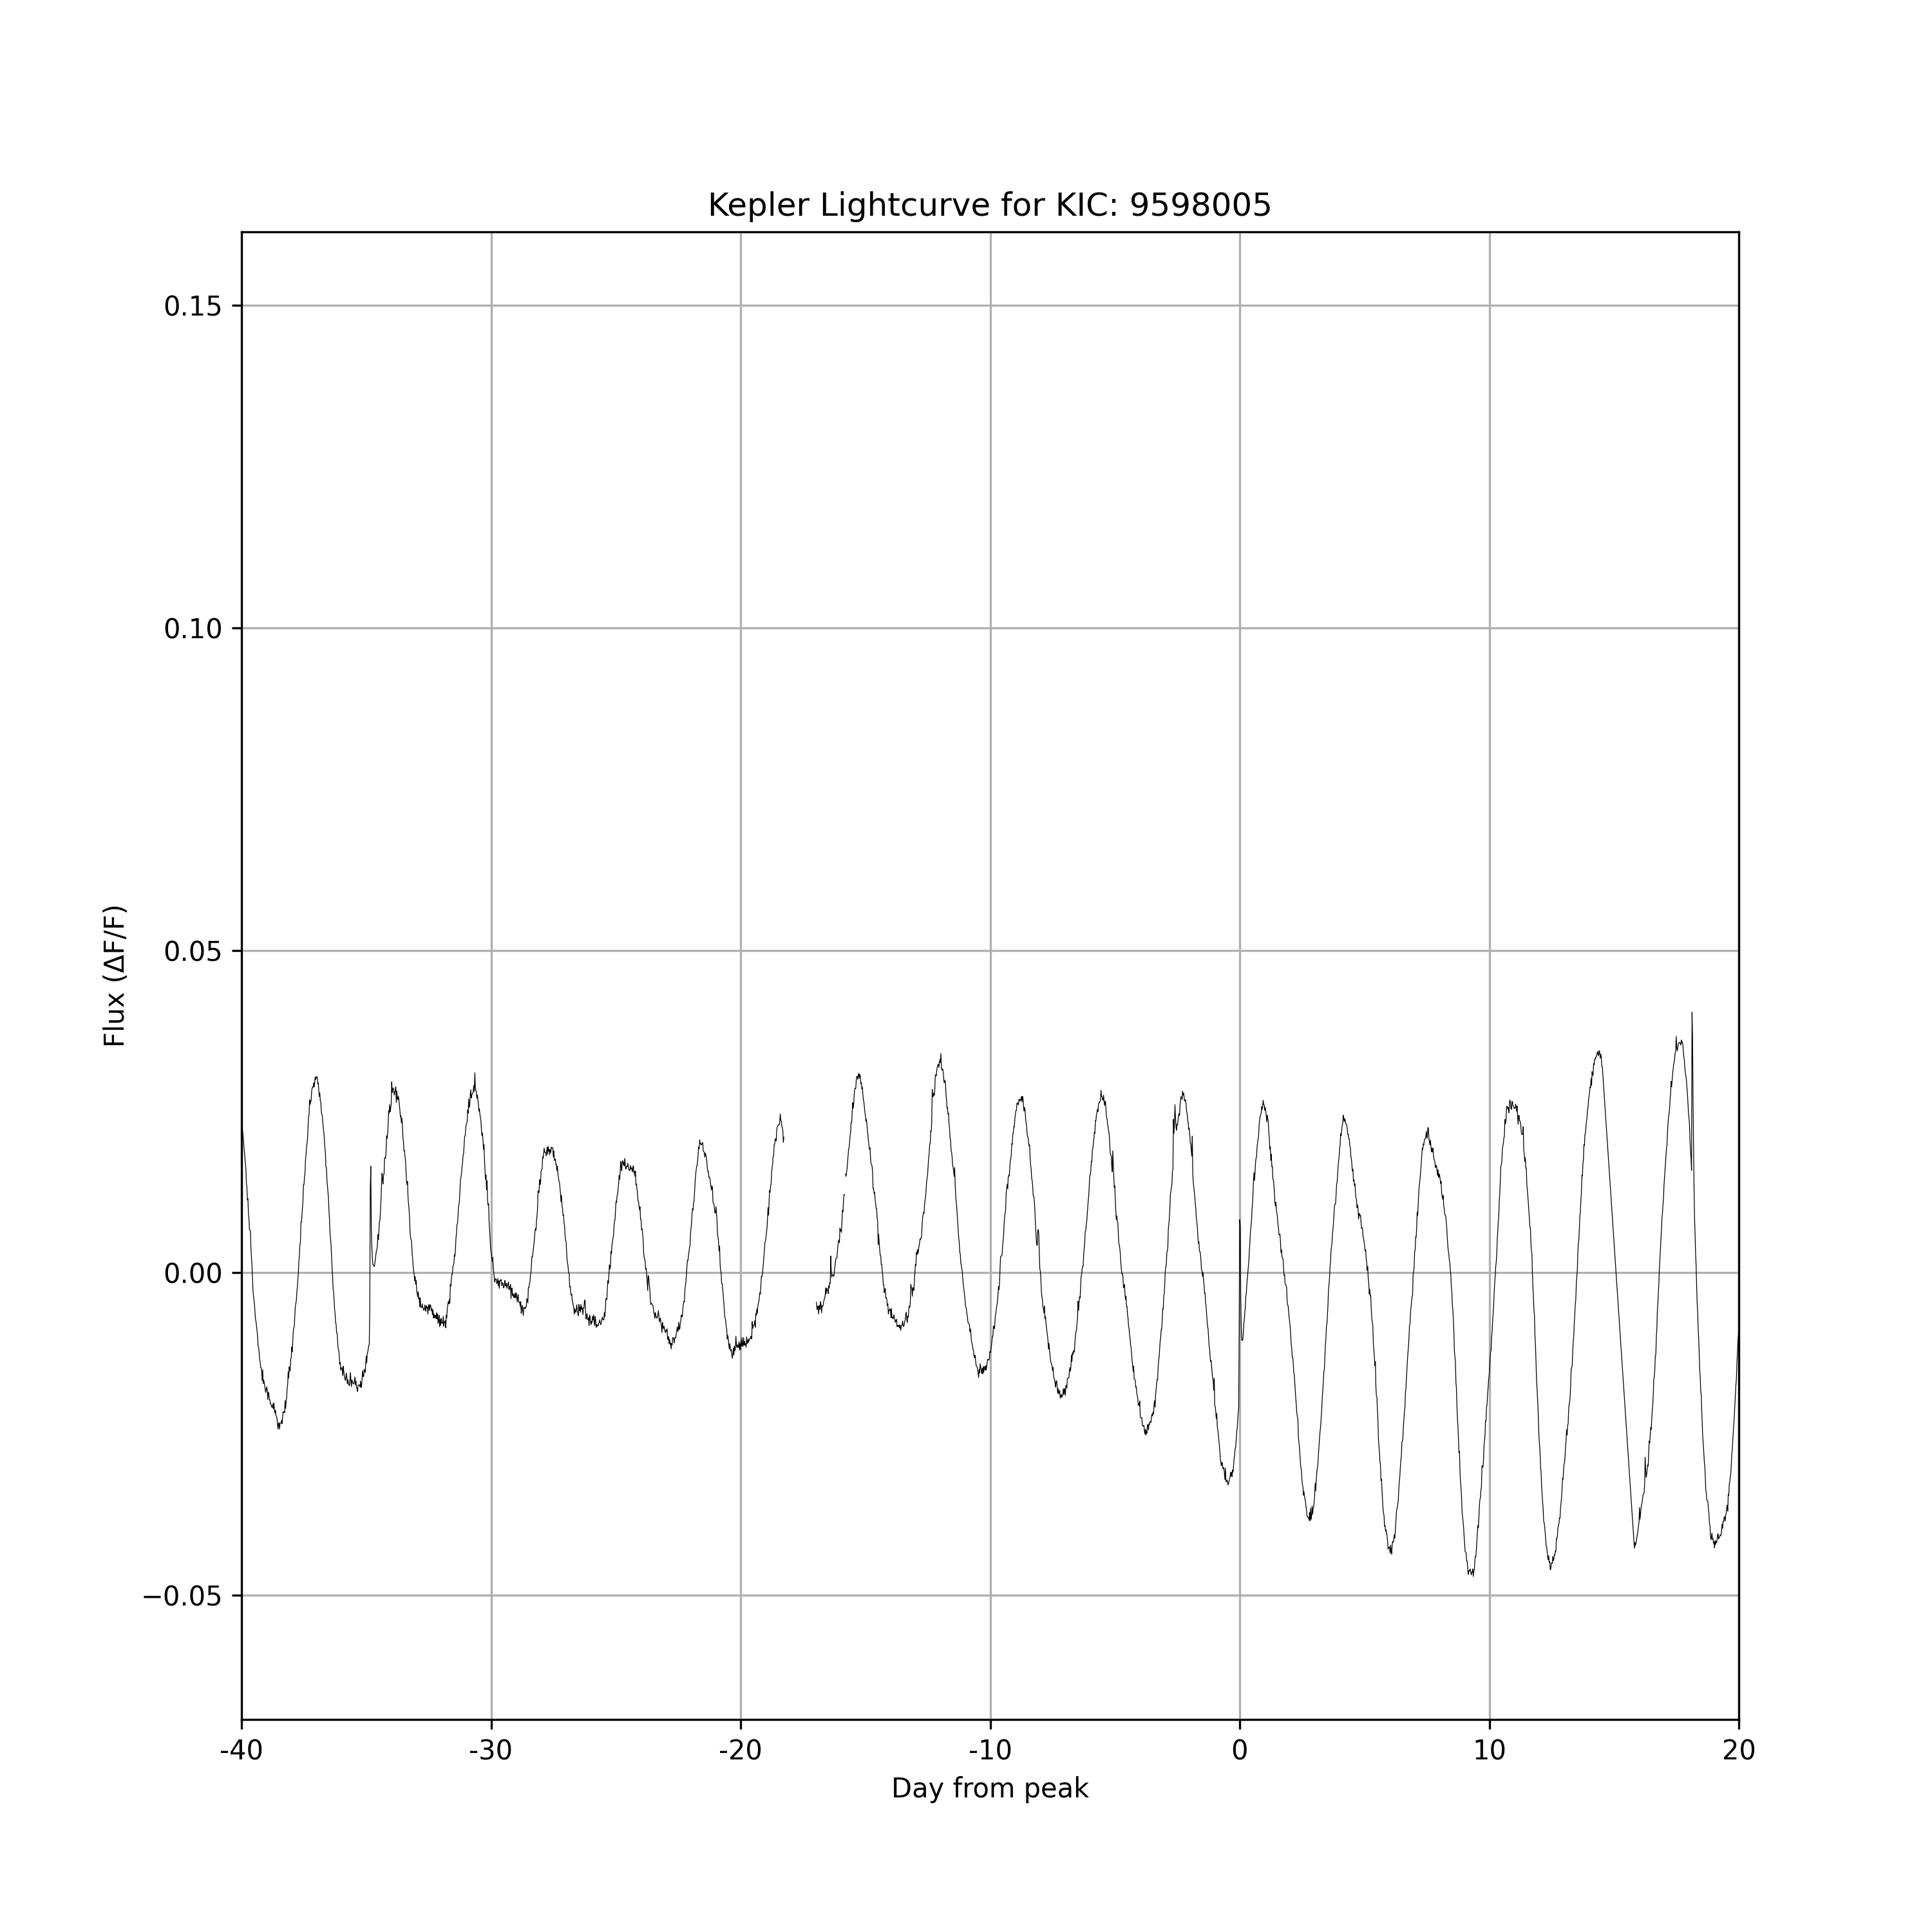 Kepler Lightcurve for KIC: 9598005
0.15
0.10
0.05
0.00
−0.05
Flux (ΔF/F)
-40 -30 -20 -10 0 10 20
Day from peak